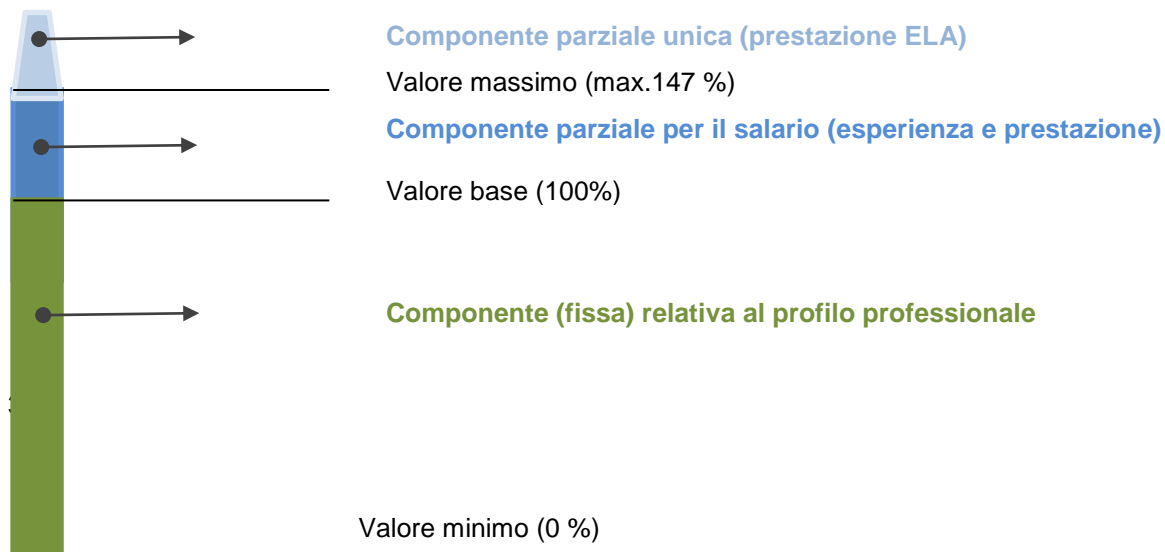 Componente parziale unica (prestazione ELA)
Valore massimo (max.147 %)
Componente parziale per il salario (esperienza e prestazione)
Valore base (100%)
Componente (fissa) relativa al profilo professionale
Valore minimo (0 %)